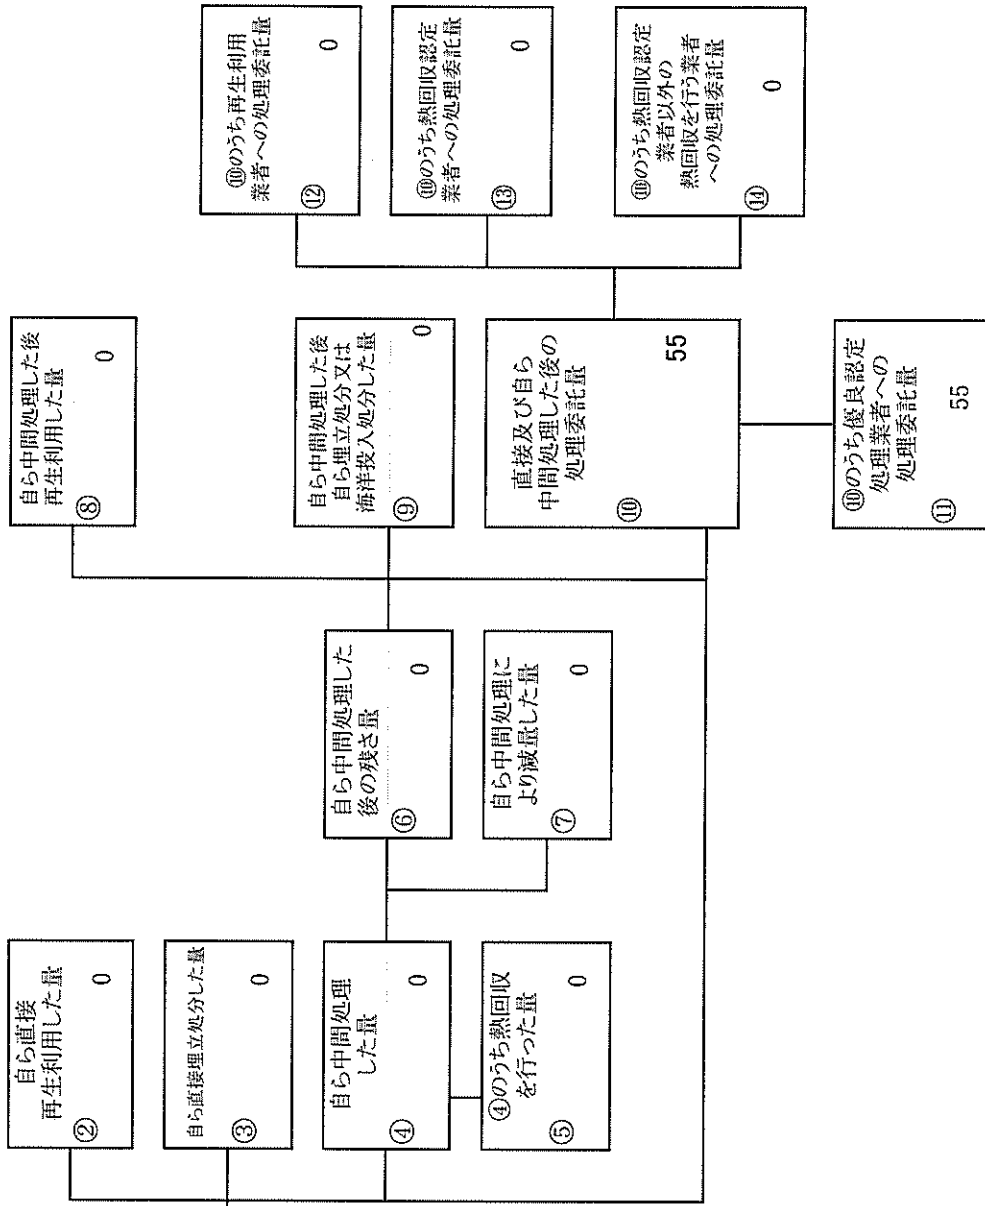 自ら直接
再生利用した量
②
0
自ら直接埋立処分した量
③
0
自ら中間処理
した量
④
0
④のうち熱回収
を行った量
⑤
0
自ら中間処理した
後の残さ量
⑥
0
自ら中間処理に
より減量した量
⑦
0
自ら中間処理した後
再生利用した量
⑧
0
自ら中間処理した後
自ら埋立処分又は
海洋投入処分した量
⑨
0
直接及び自ら
中間処理した後の
処理委託量
⑩
55
⑩のうち優良認定
処理業者への
処理委託量
⑪
55
⑩のうち再生利用
業者への処理委託量
⑫
0
⑩のうち熱回収認定
業者への処理委託量
⑬
0
⑩のうち熱回収認定
業者以外の
熱回収を行う業者
への処理委託量
⑭
0